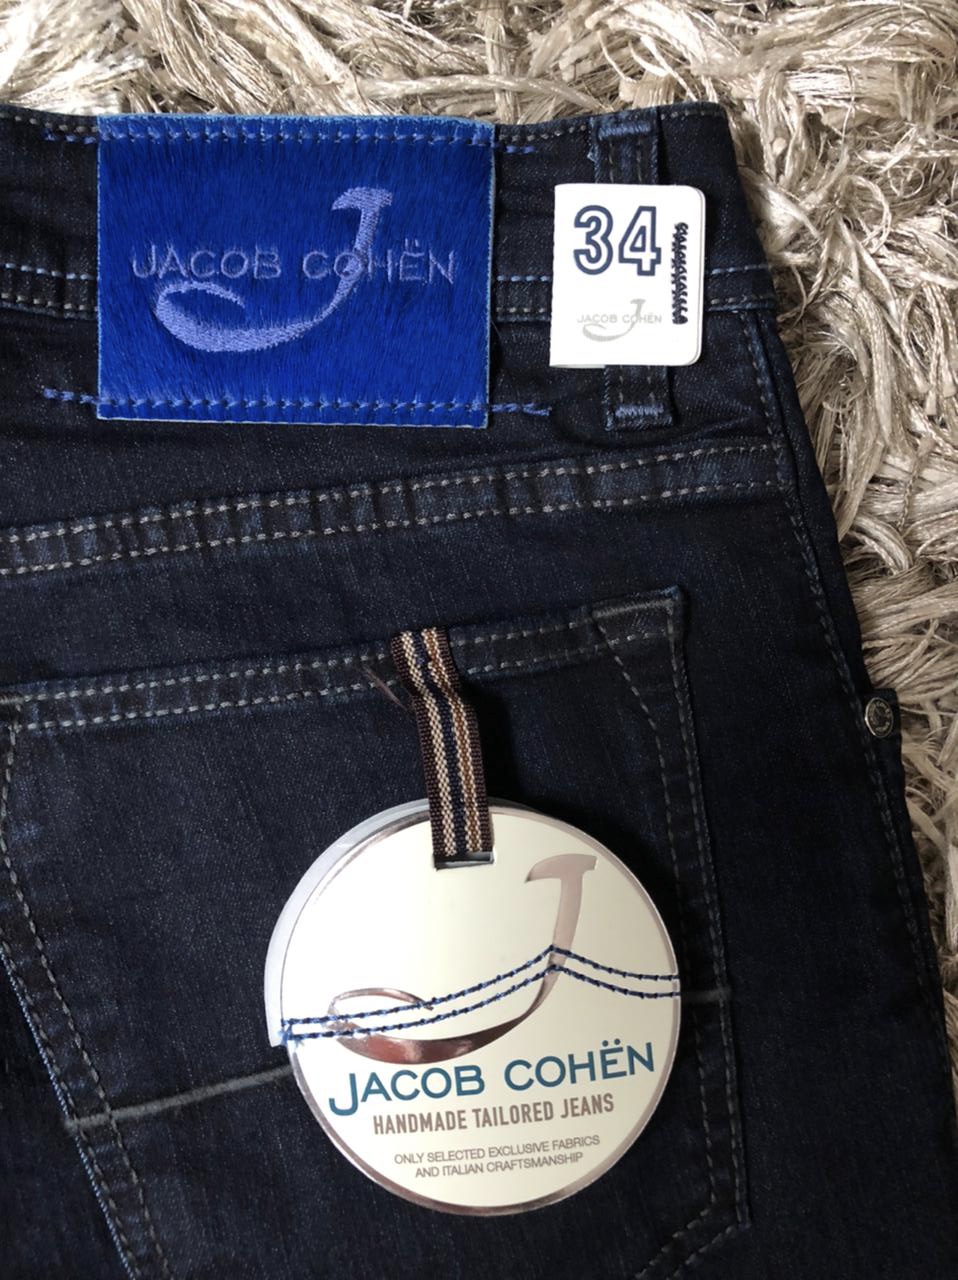 JACOB COHËN
34
JACOB COHËN
JACOB COHËN
HANDMADE TAILORED JEANS
ONLY SELECTED EXCLUSIVE FABRICS
AND ITALIAN CRAFTSMANSHIP